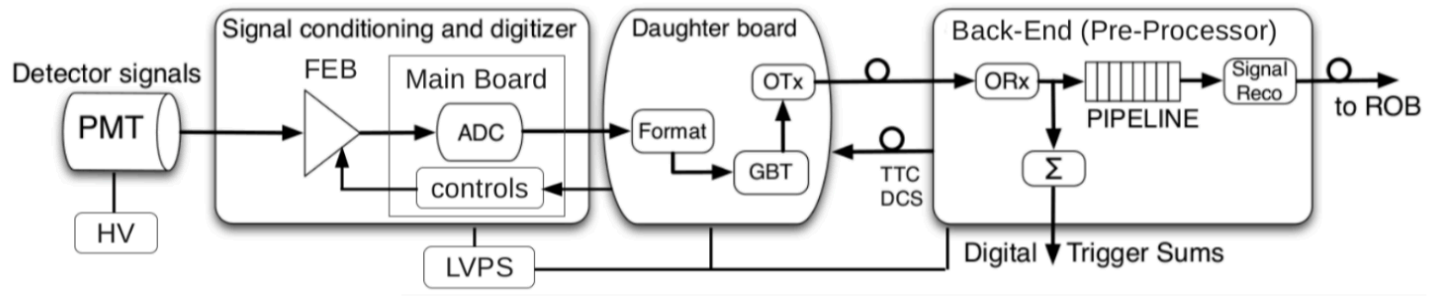 Detector signals
PMT
HV
Signal conditioning and digitizer
FEB
Main Board
ADC
controls
LVPS
Daughter board
OTx
Format
GBT
TTC
DCS
Back-End (Pre-Processor)
ORx
PIPELINE
Signal
Reco
Σ
to ROB
Digital Trigger Sums